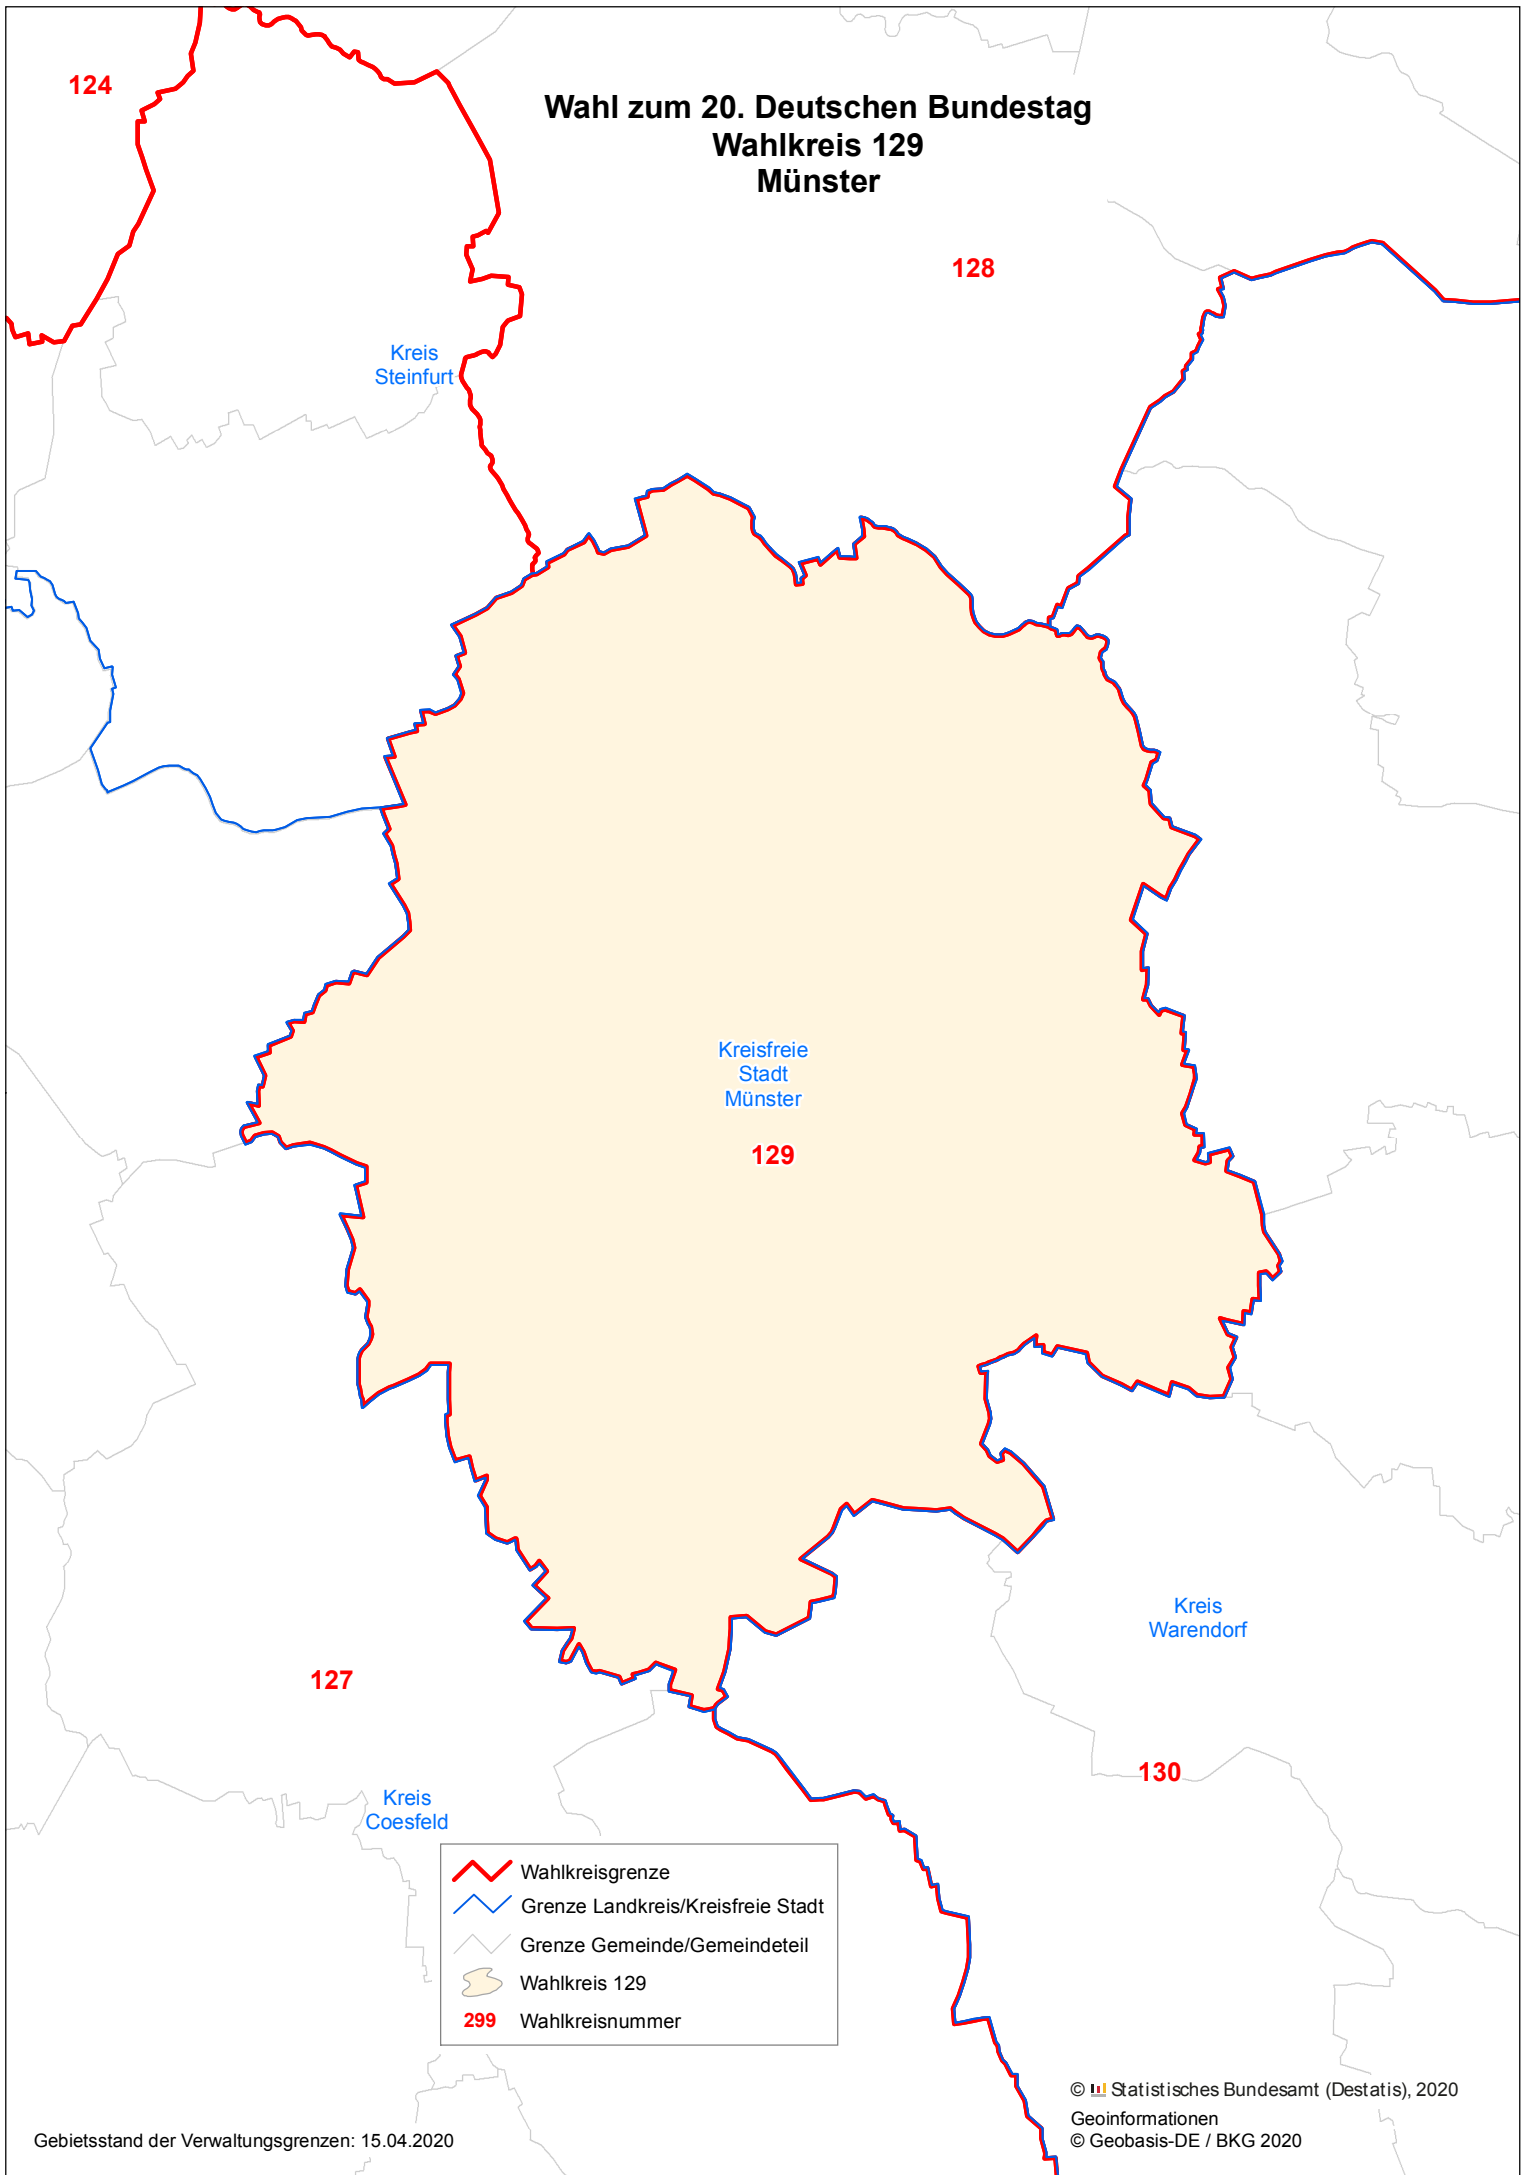 Wahl zum 20. Deutschen Bundestag
Wahlkreis 129
Münster
124
128
Kreis
Steinfurt
Kreisfreie
Stadt
Münster
129
Kreis
Warendorf
127
130
Kreis
Coesfeld
Wahlkreisgrenze
Grenze Landkreis/Kreisfreie Stadt
Grenze Gemeinde/Gemeindeteil
Wahlkreis 129
299 Wahlkreisnummer
© Statistisches Bundesamt (Destatis), 2020
Geoinformationen
© Geobasis-DE / BKG 2020
Gebietsstand der Verwaltungsgrenzen: 15.04.2020